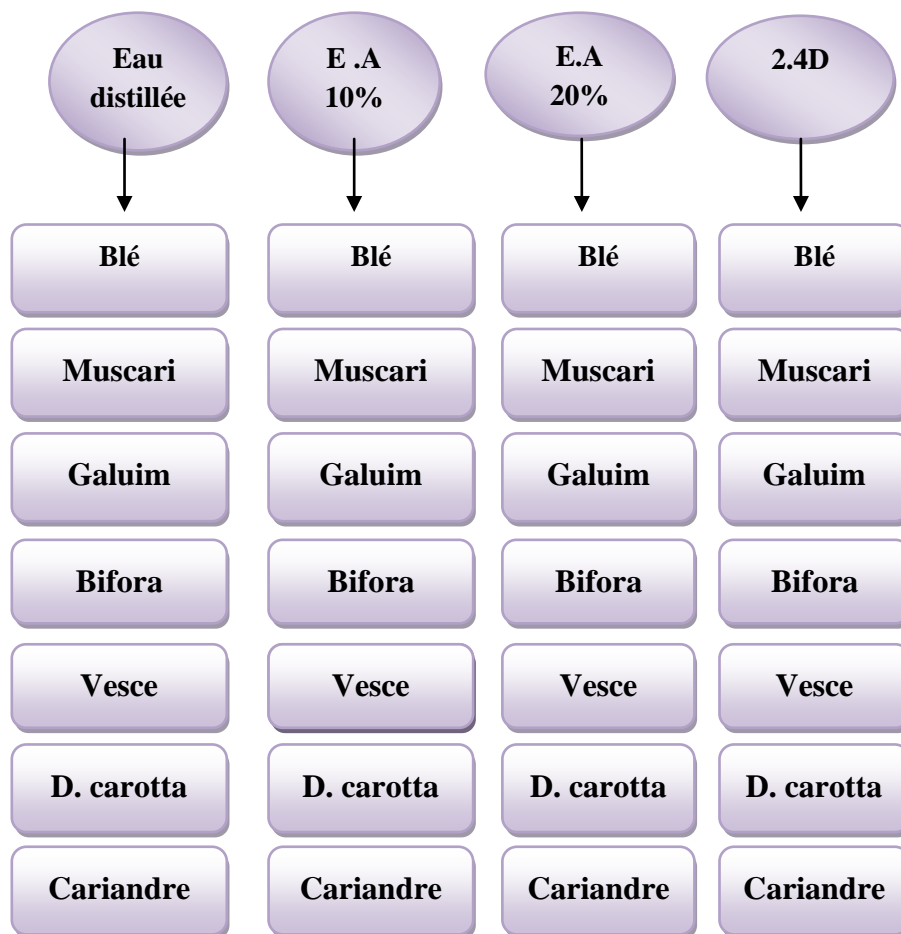 Eau
distillée
E .A
10%
E.A
20%
2.4D
Blé
Blé
Blé
Blé
Muscari
Muscari
Muscari
Muscari
Galuim
Galuim
Galuim
Galuim
Bifora
Bifora
Bifora
Bifora
Vesce
Vesce
Vesce
Vesce
D. carotta
D. carotta
D. carotta
D. carotta
Cariandre
Cariandre
Cariandre
Cariandre